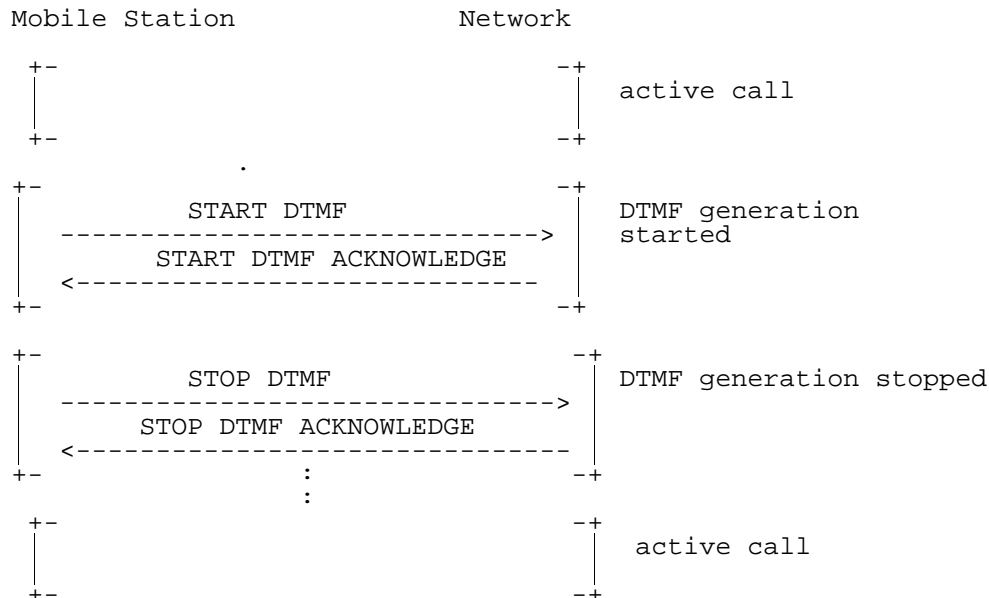 Mobile Station Network
+- -+
active call
+- -+
.
+- -+
START DTMF DTMF generation
-------------------------------> started
START DTMF ACKNOWLEDGE
<-----------------------------
+- -+
+- -+
STOP DTMF DTMF generation stopped
-------------------------------->
STOP DTMF ACKNOWLEDGE
<-------------------------------
+- : -+
:
+- -+
active call
+- -+